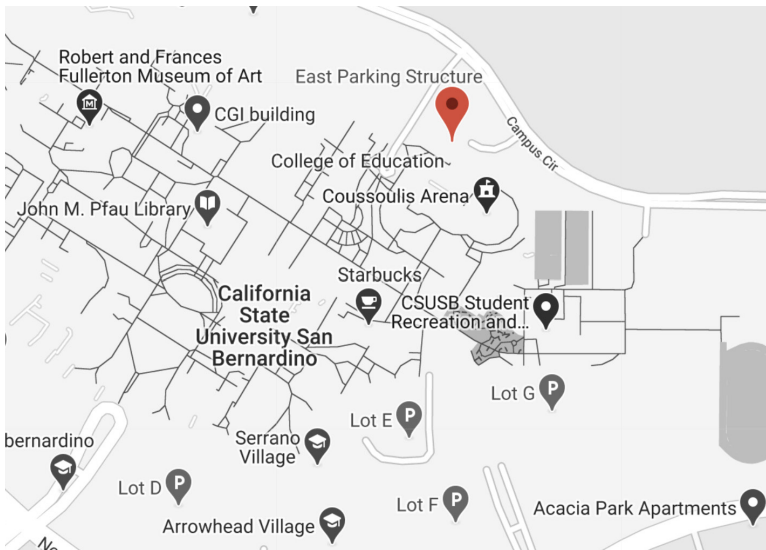 Robert and Frances
Fullerton Museum of Art
East Parking Structure
CGI building
Campus Cir
College of Education
Coussoulis Arena
John M. Pfau Library
Starbucks
California
State
University San
Bernardino
CSUSB Student
Recreation and...
Lot G
Lot E
bernardino
Serrano
Village
Lot D
Lot F
Acacia Park Apartments
Arrowhead Village
No